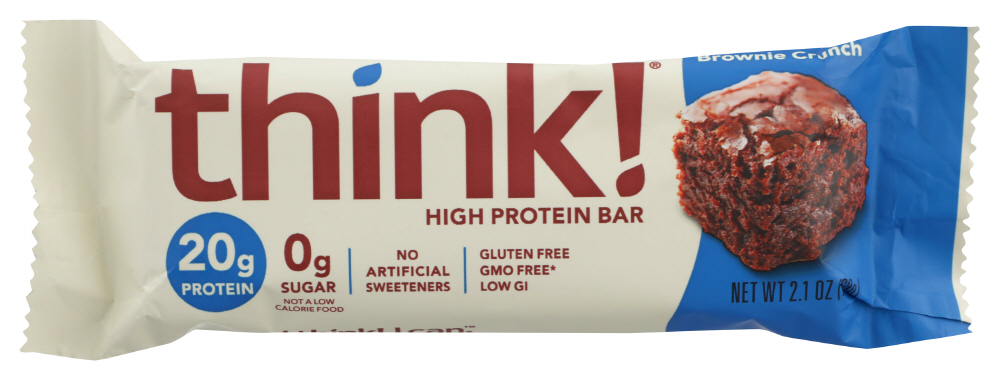 Brownie Crunch
think!®
HIGH PROTEIN BAR
20g
PROTEIN
0g
SUGAR
NOT A LOW
CALORIE FOOD
NO
ARTIFICIAL
SWEETENERS
GLUTEN FREE
GMO FREE*
LOW GI
NET WT 2.1 OZ